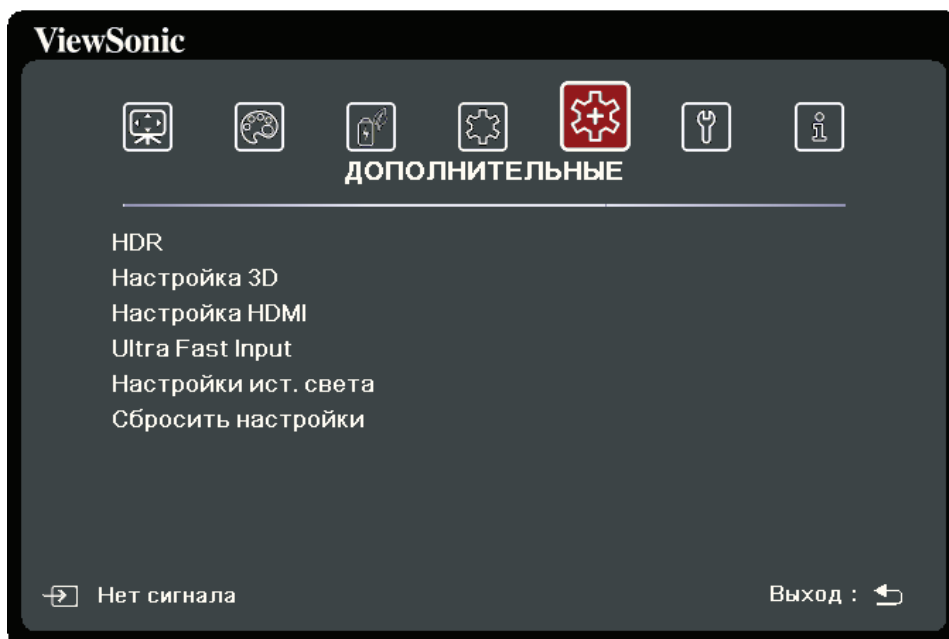 ViewSonic
ДОПОЛНИТЕЛЬНЫЕ
HDR
Настройка 3D
Настройка HDMI
Ultra Fast Input
Настройки ист. света
Сбросить настройки
Нет сигнала
Выход :